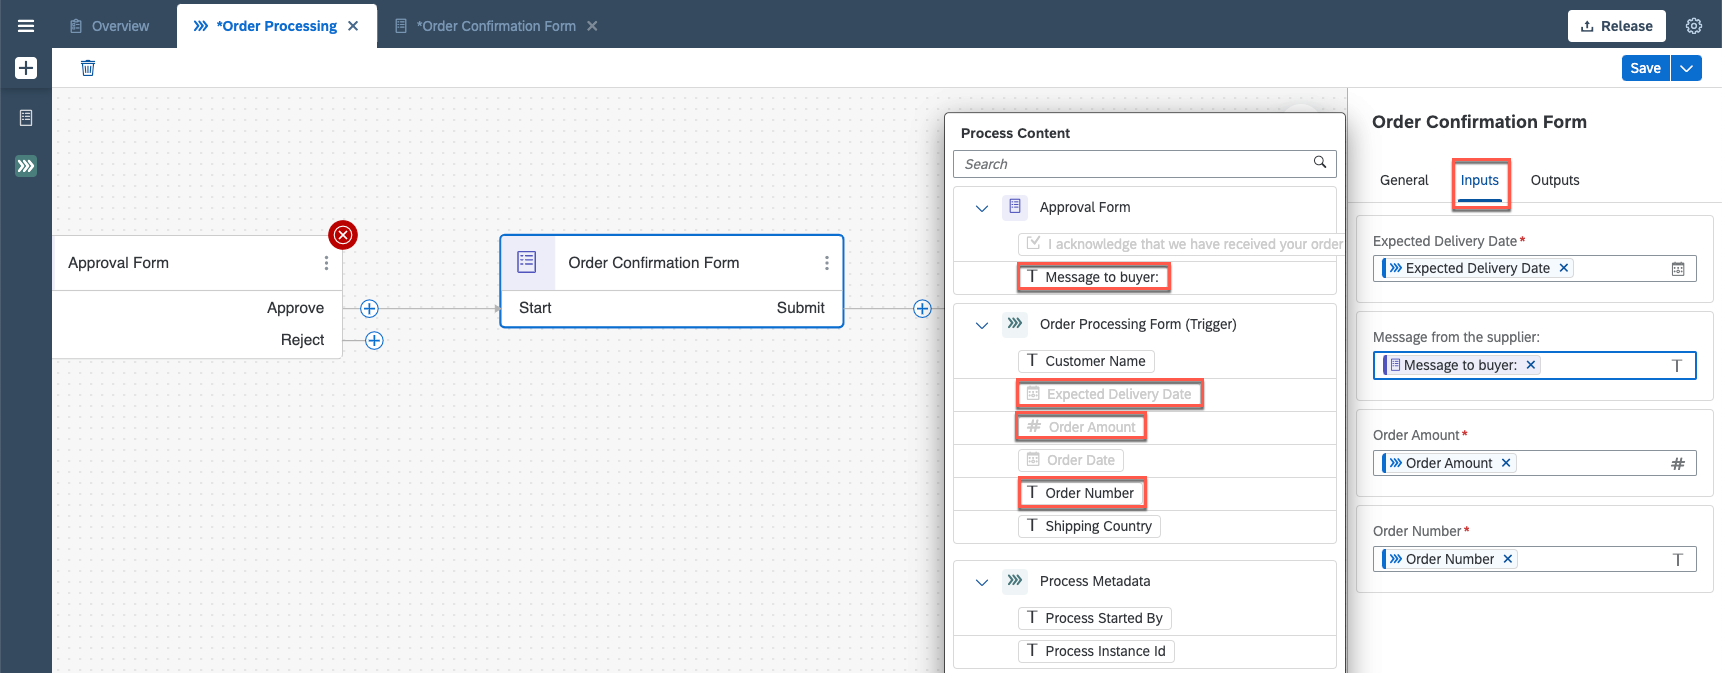 Overview
*Order Processing
*Order Confirmation Form
Release
Save
Approval Form
Approve
Reject
Order Confirmation Form
Start
Submit
Process Content
Search
Approval Form
I acknowledge that we have received your order
Message to buyer:
Order Processing Form (Trigger)
Customer Name
Expected Delivery Date
# Order Amount
Order Date
Order Number
Shipping Country
Process Metadata
Process Started By
Process Instance Id
Order Confirmation Form
General
Inputs
Outputs
Expected Delivery Date*
Expected Delivery Date
Message from the supplier:
Message to buyer:
Order Amount*
Order Amount
#
Order Number*
Order Number